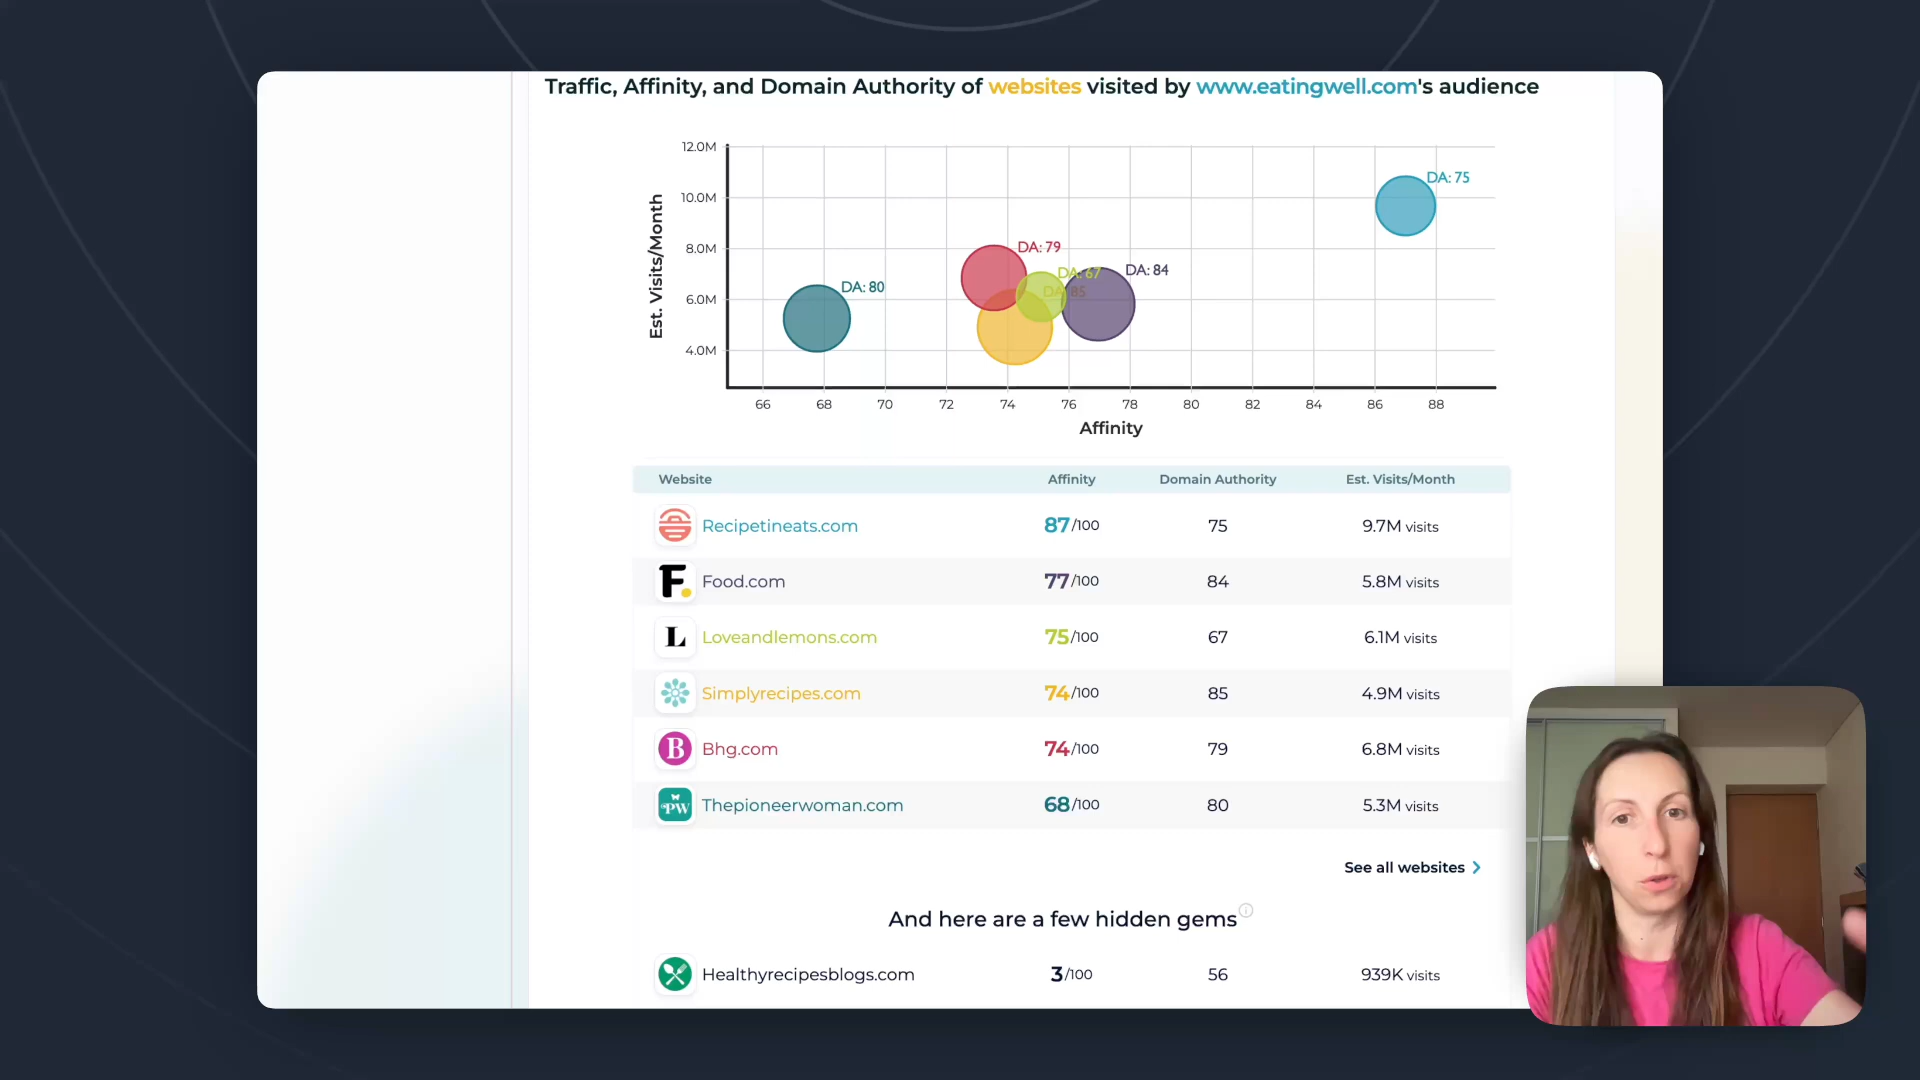 Traffic, Affinity, and Domain Authority of websites visited by www.eatingwell.com's audience
Est. Visits/Month
12.0M
10.0M
8.0M
6.0M
4.0M
DA: 75
DA: 79
DA: 67
DA: 84
DA: 85
DA: 80
66 68 70 72 74 76 78 80 82 84 86 88
Affinity
Website Affinity Domain Authority Est. Visits/Month
Recipetineats.com 87/100 75 9.7M visits
F. Food.com 77/100 84 5.8M visits
L Loveandlemons.com 75/100 67 6.1M visits
Simplyrecipes.com 74/100 85 4.9M visits
B Bhg.com 74/100 79 6.8M visits
PW Thepioneerwoman.com 68/100 80 5.3M visits
See all websites
And here are a few hidden gems
Healthyrecipesblogs.com 3/100 56 939K visits